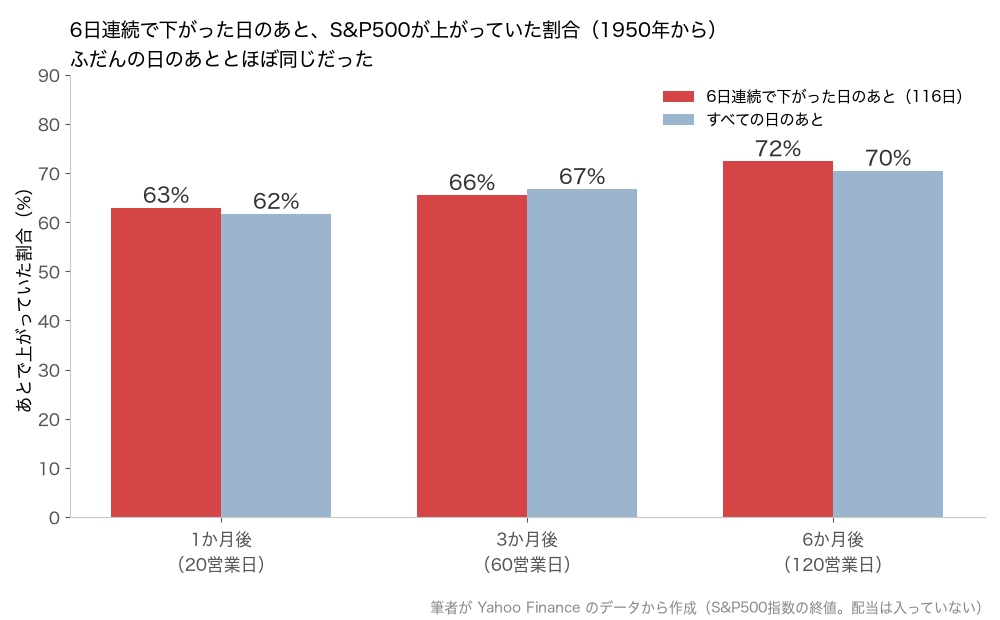 6日連続で下がった日のあと、S&P500が上がっていた割合（1950年から）
ふだんの日のあととほぼ同じだった
6日連続で下がった日のあと（116日）
すべての日のあと
あとで上がっていた割合（%）
90
80
70
60
50
40
30
20
10
0
63%
62%
66%
67%
72%
70%
1か月後
（20営業日）
3か月後
（60営業日）
6か月後
（120営業日）
筆者が Yahoo Finance のデータから作成（S&P500指数の終値。配当は入っていない）